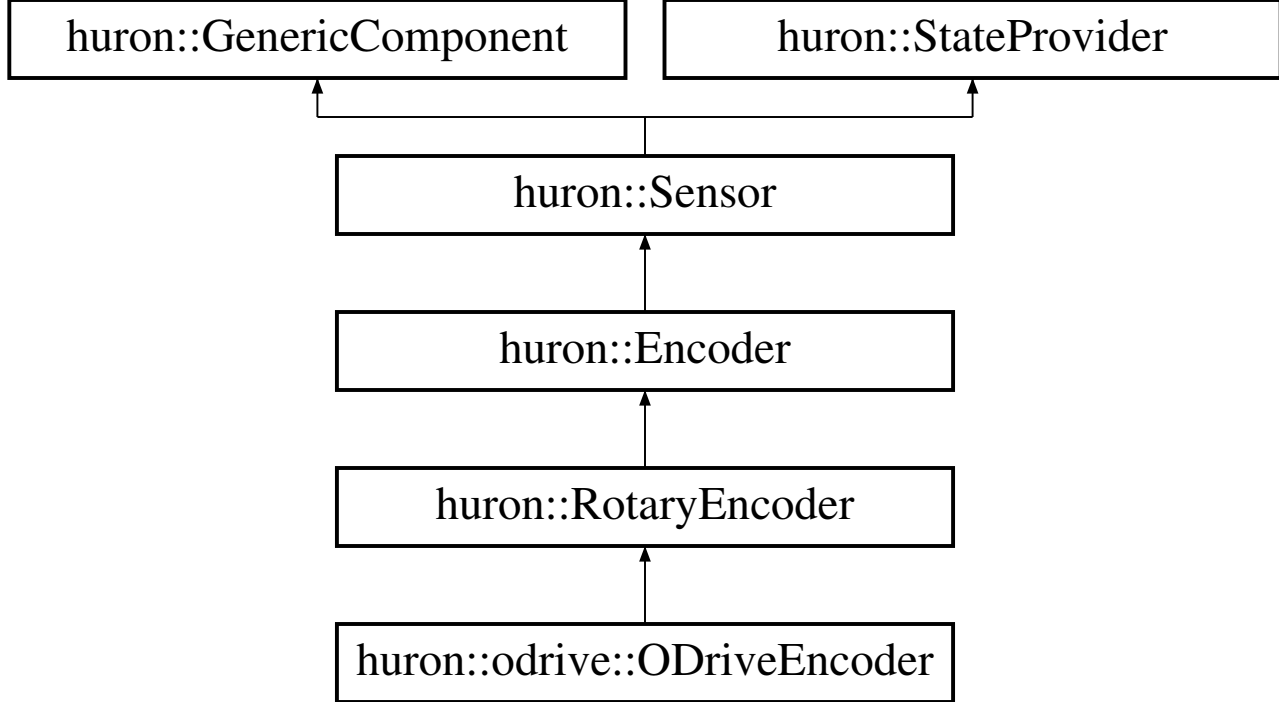 huron::GenericComponent
huron::StateProvider
huron::Sensor
huron::Encoder
huron::RotaryEncoder
huron::odrive::ODriveEncoder